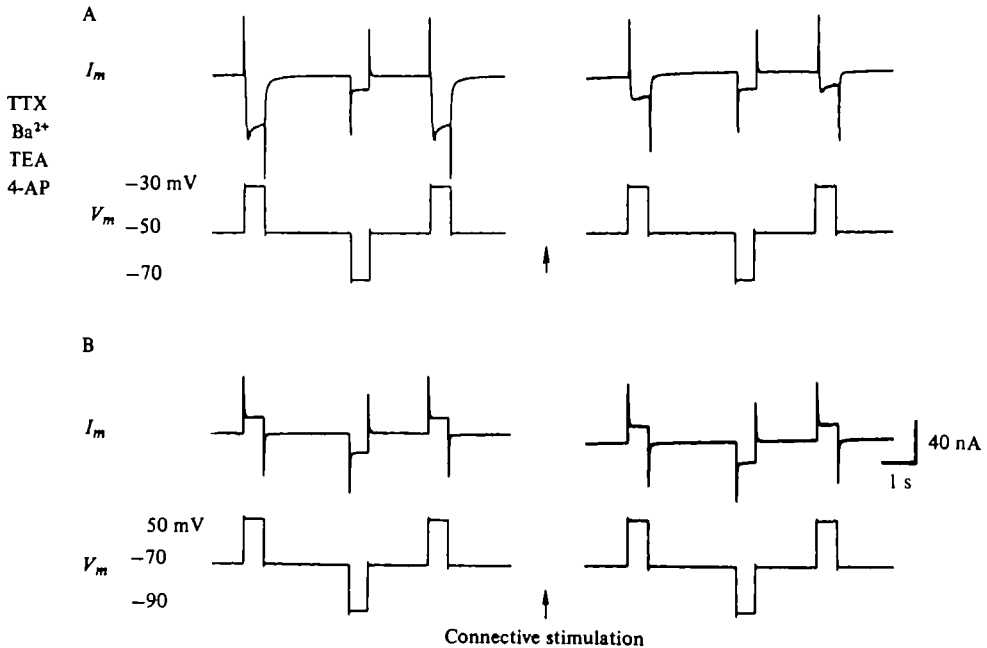 A
I_m
TTX
Ba²⁺
TEA
4-AP
−30 mV
V_m
−50
−70
B
I_m
40 nA
1 s
50 mV
V_m
−70
−90
Connective stimulation